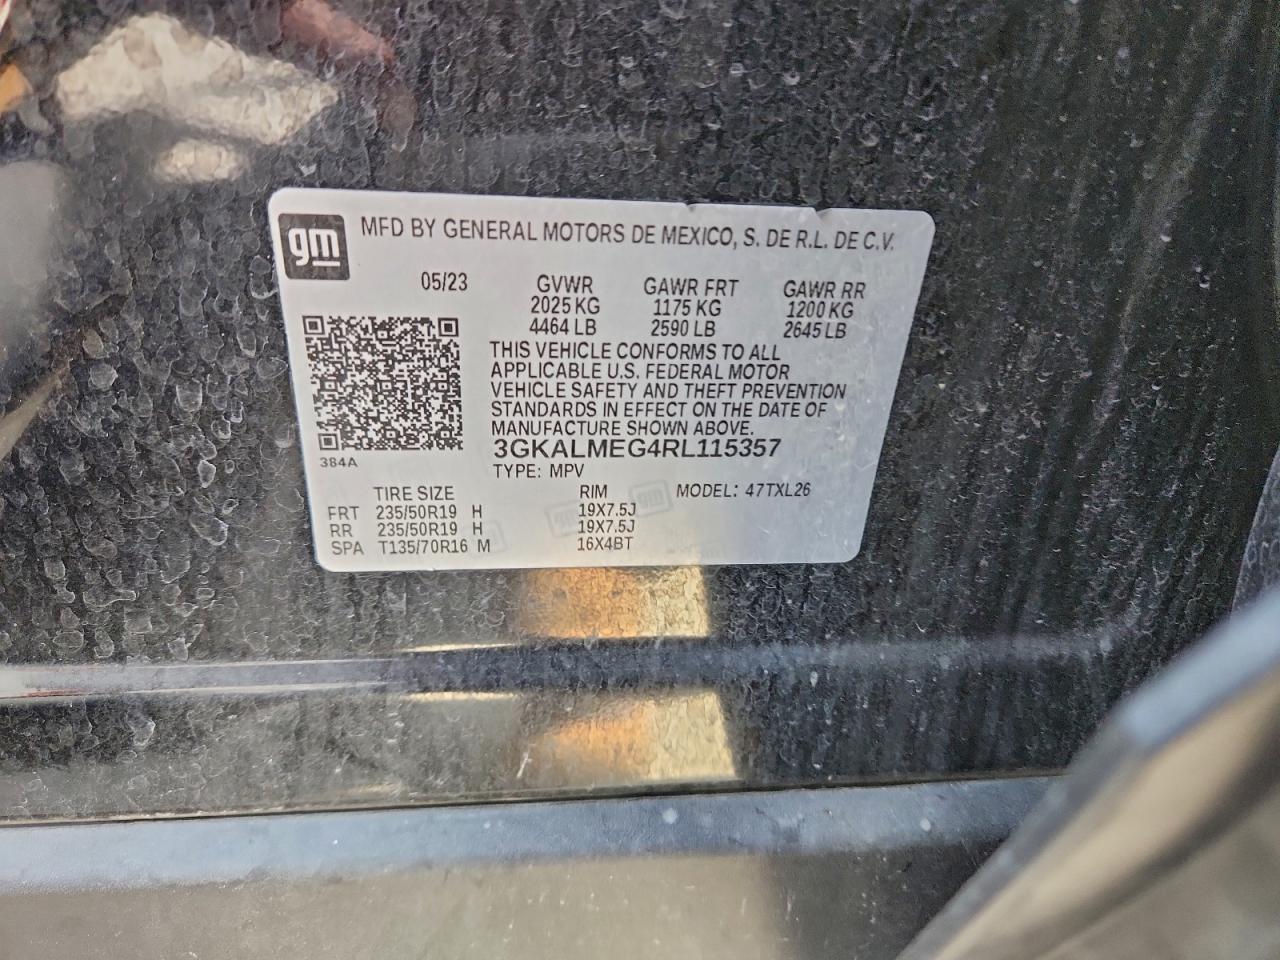 gm MFD BY GENERAL MOTORS DE MEXICO, S. DE R.L. DE C.V.
05/23 GVWR GAWR FRT GAWR RR
2025 KG 1175 KG 1200 KG
4464 LB 2590 LB 2645 LB
THIS VEHICLE CONFORMS TO ALL
APPLICABLE U.S. FEDERAL MOTOR
VEHICLE SAFETY AND THEFT PREVENTION
STANDARDS IN EFFECT ON THE DATE OF
MANUFACTURE SHOWN ABOVE.
3GKALMEG4RL115357
384A TYPE: MPV
TIRE SIZE RIM MODEL: 47TXL26
FRT 235/50R19 H 19X7.5J
RR 235/50R19 H 19X7.5J
SPA T135/70R16 M 16X4BT